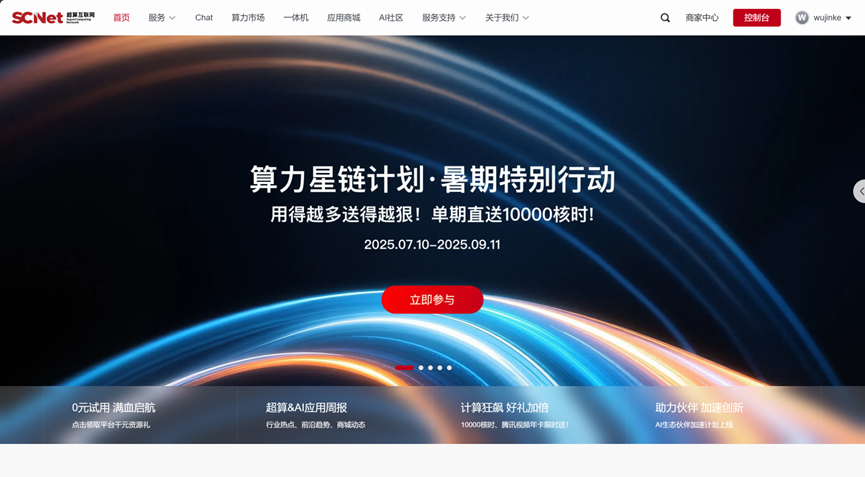 SCNet 超算互联网
SuperComputing Network
首页 服务 Chat 算力市场 一体机 应用商城 AI社区 服务支持 关于我们 商家中心 控制台 W wujinke
算力星链计划·暑期特别行动
用得越多送得越狠！单期直送10000核时!
2025.07.10-2025.09.11
立即参与
0元试用 满血启航
点击领取平台千元资源礼
超算&AI应用周报
行业热点、前沿趋势、商城动态
计算狂飙 好礼加倍
10000核时、腾讯视频年卡限时送！
助力伙伴 加速创新
AI生态伙伴加速计划上线